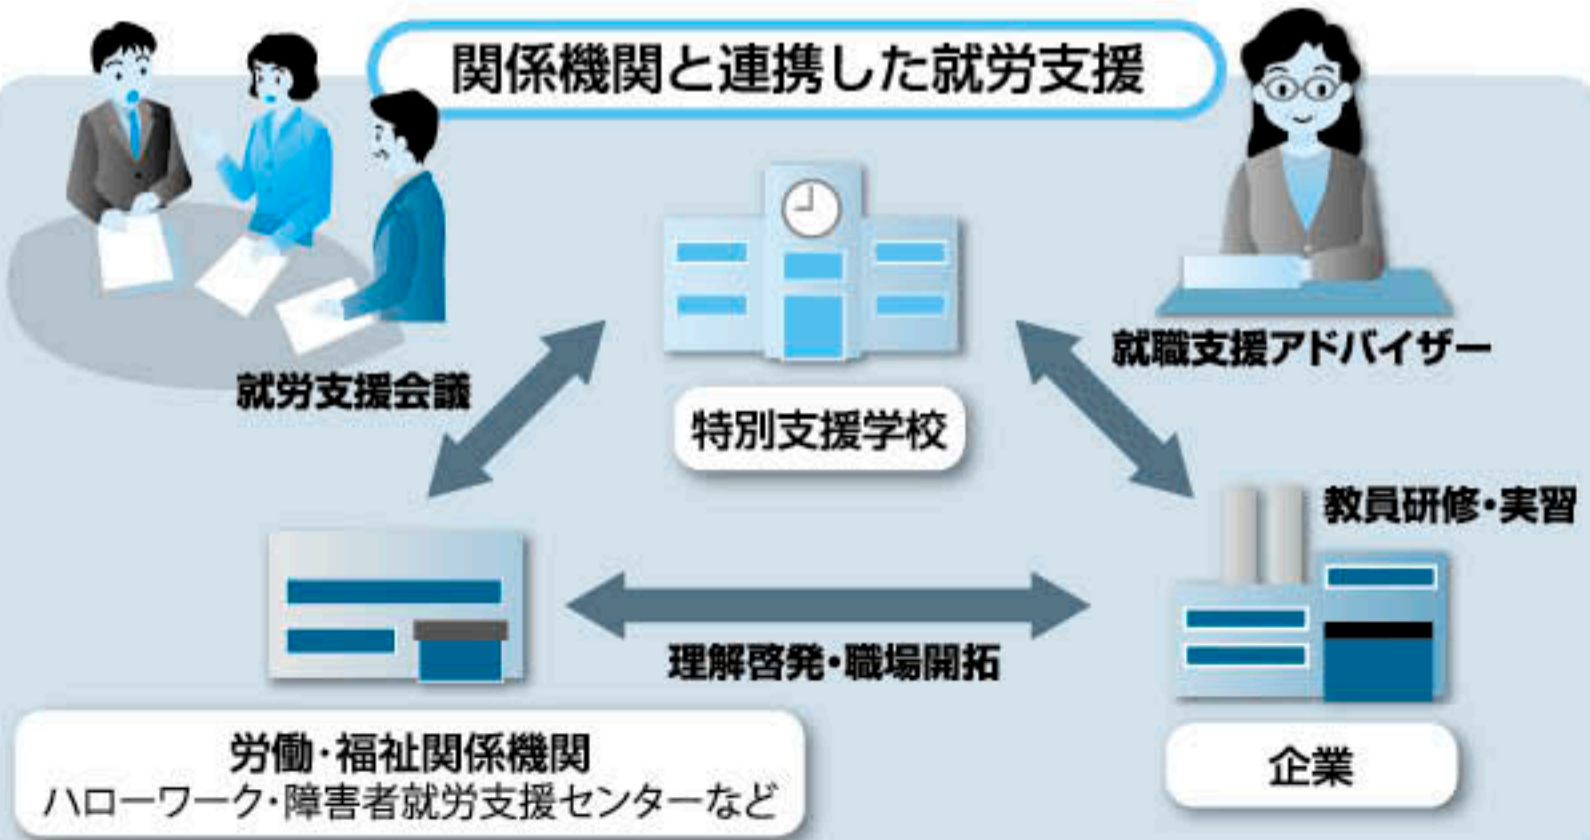 関係機関と連携した就労支援
就労支援会議
就職支援アドバイザー
特別支援学校
教員研修・実習
理解啓発・職場開拓
労働・福祉関係機関
ハローワーク・障害者就労支援センターなど
企業